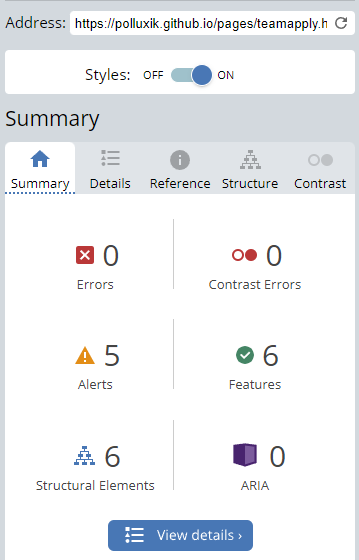 Address: https://polluxik.github.io/pages/teamapply.h
Styles: OFF ON
Summary
Summary Details Reference Structure Contrast
0 0
Errors Contrast Errors
5 6
Alerts Features
6 0
Structural Elements ARIA
View details ›